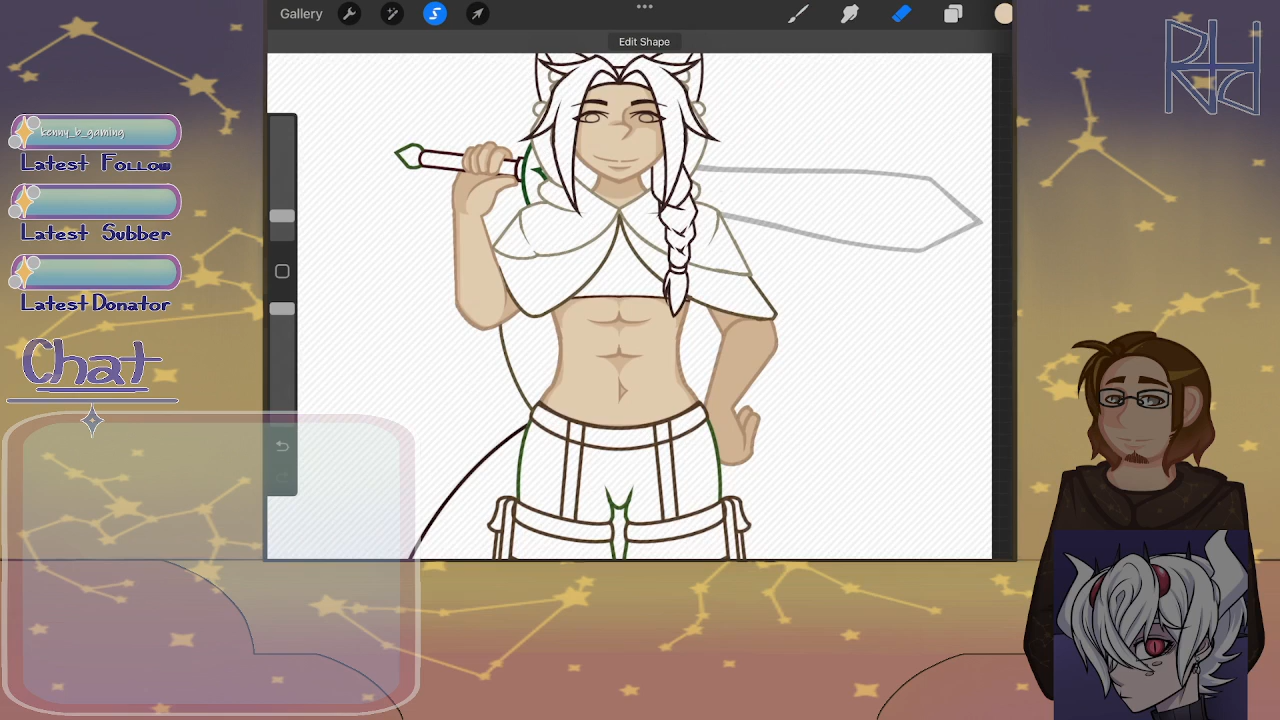 Gallery
Edit Shape
kenny_b_gaming
Latest Follow
Latest Subber
Latest Donator
Chat